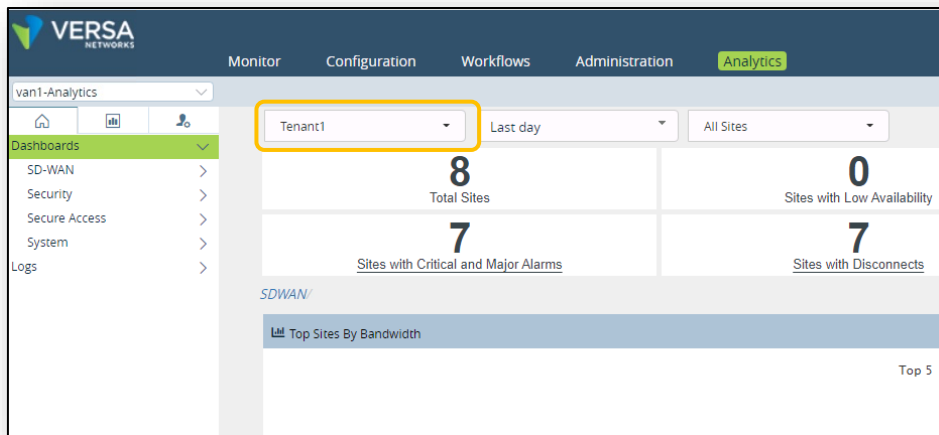 VERSA
NETWORKS
Monitor Configuration Workflows Administration Analytics
van1-Analytics
Tenant1 Last day All Sites
Dashboards
SD-WAN
Security
Secure Access
System
Logs
8
Total Sites
0
Sites with Low Availability
7
Sites with Critical and Major Alarms
7
Sites with Disconnects
SDWAN/
Top Sites By Bandwidth
Top 5